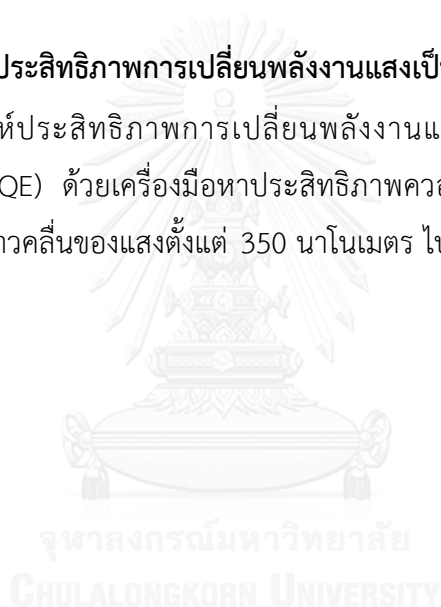 ประสิทธิภาพการเปลี่ยนพลังงานแสงเป็
ห์ประสิทธิภาพการเปลี่ยนพลังงานแ
QE) ด้วยเครื่องมือหาประสิทธิภาพควอ
าวคลื่นของแสงตั้งแต่ 350 นาโนเมตร ไป
จุฬาลงกรณ์มหาวิทยาลัย
CHULALONGKORN UNIVERSITY